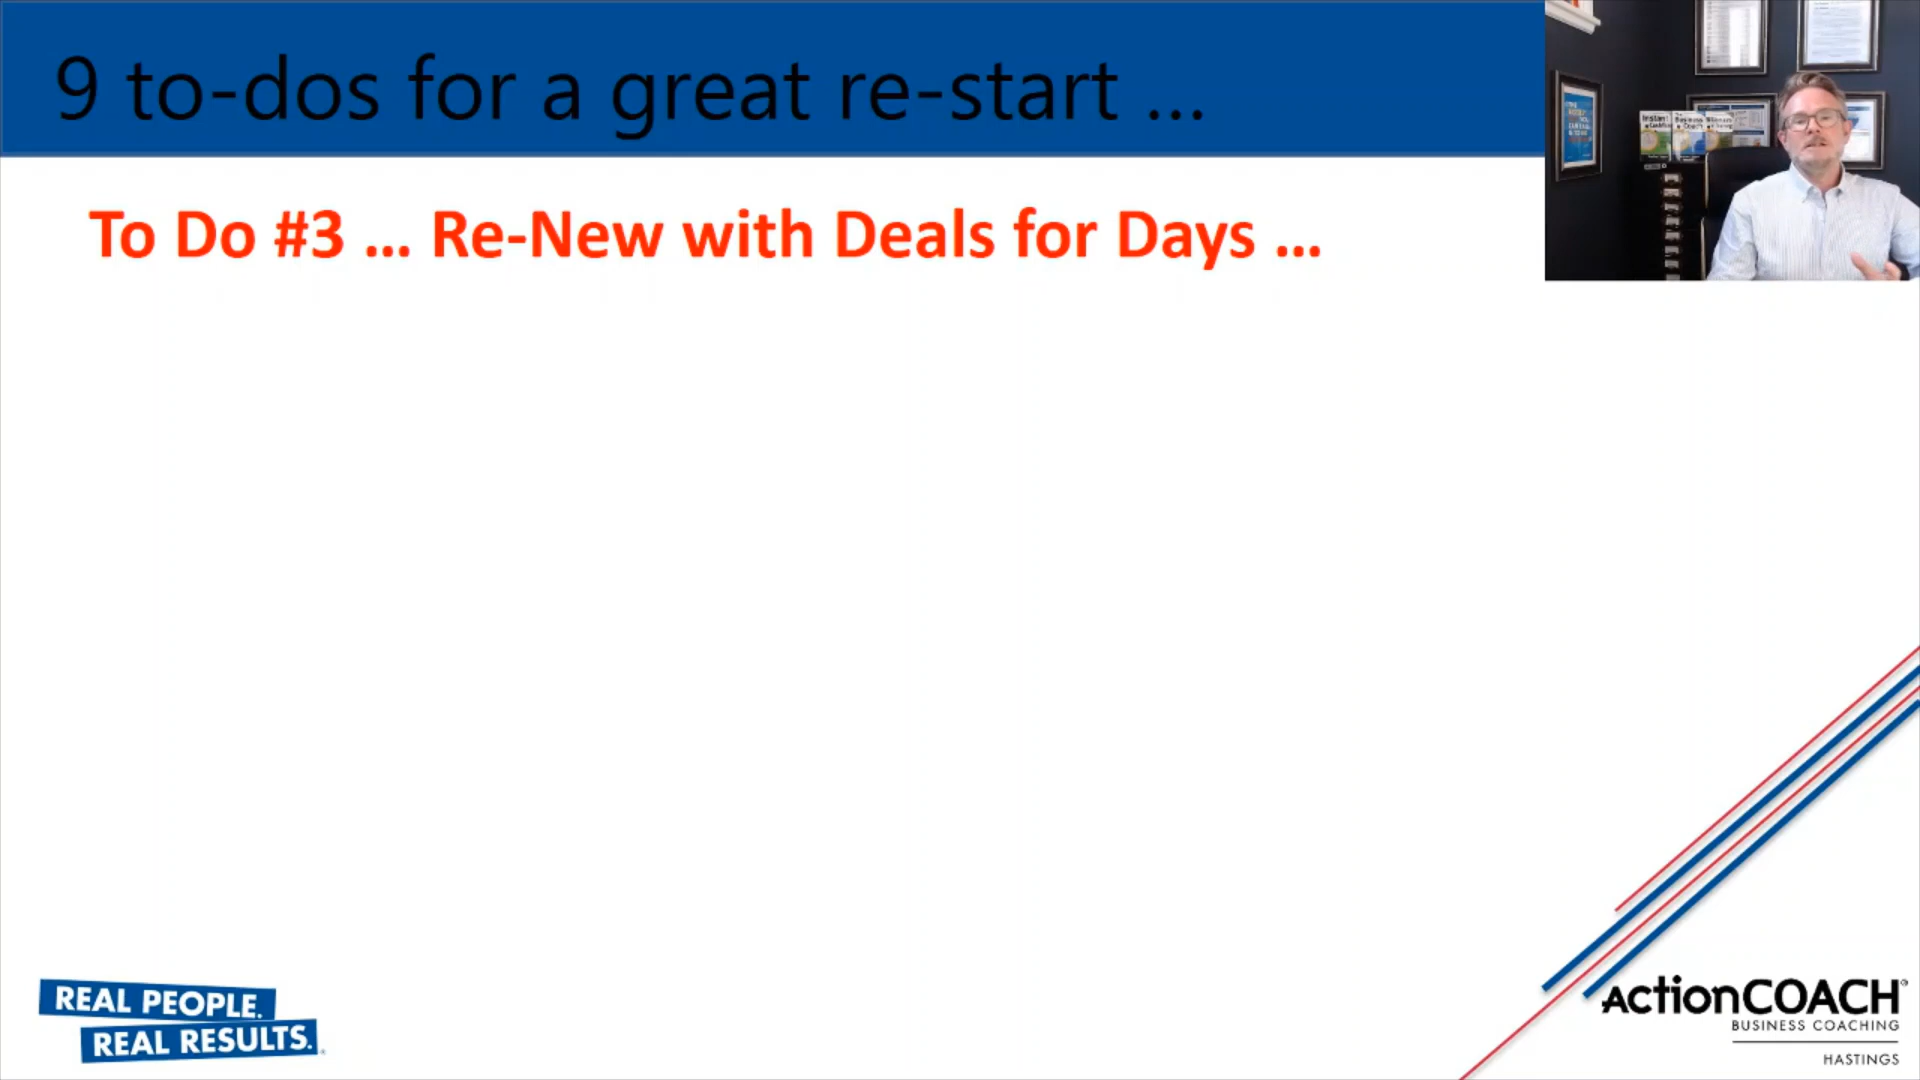 9 to-dos for a great re-start ...
To Do #3 ... Re-New with Deals for Days ...
Instant
REAL PEOPLE.
REAL RESULTS.
ActionCOACH®
BUSINESS COACHING
HASTINGS